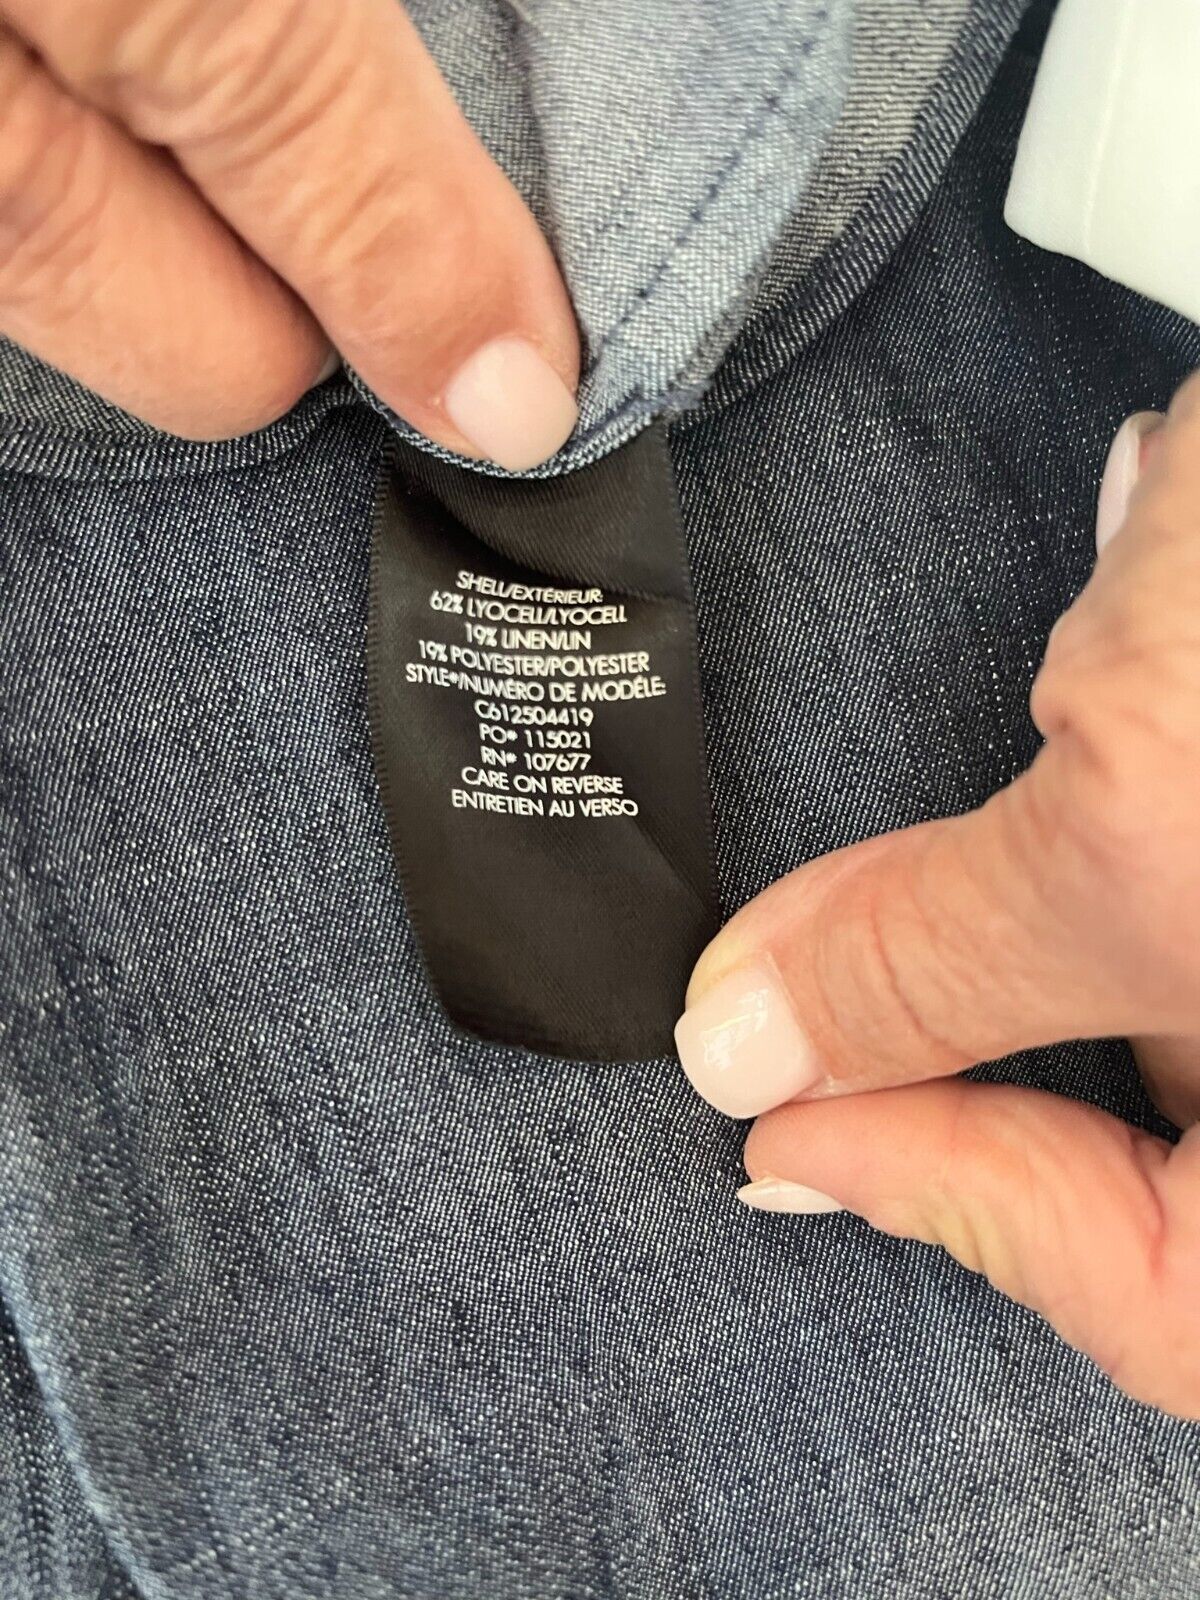 SHELL/EXTÉRIEUR:
62% LYOCELL/LYOCELL
19% LINEN/LIN
19% POLYESTER/POLYESTER
STYLE#/NUMÉRO DE MODÉLE:
C612504419
PO# 115021
RN# 107677
CARE ON REVERSE
ENTRETIEN AU VERSO